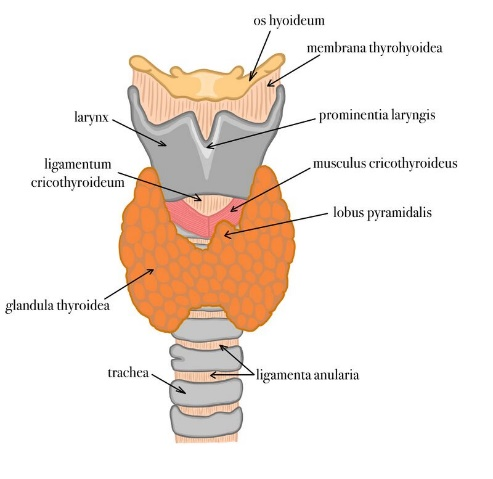 os hyoideum
membrana thyrohyoidea
larynx
prominentia laryngis
ligamentum
cricothyroideum
musculus cricothyroideus
lobus pyramidalis
glandula thyroidea
trachea
ligamenta anularia